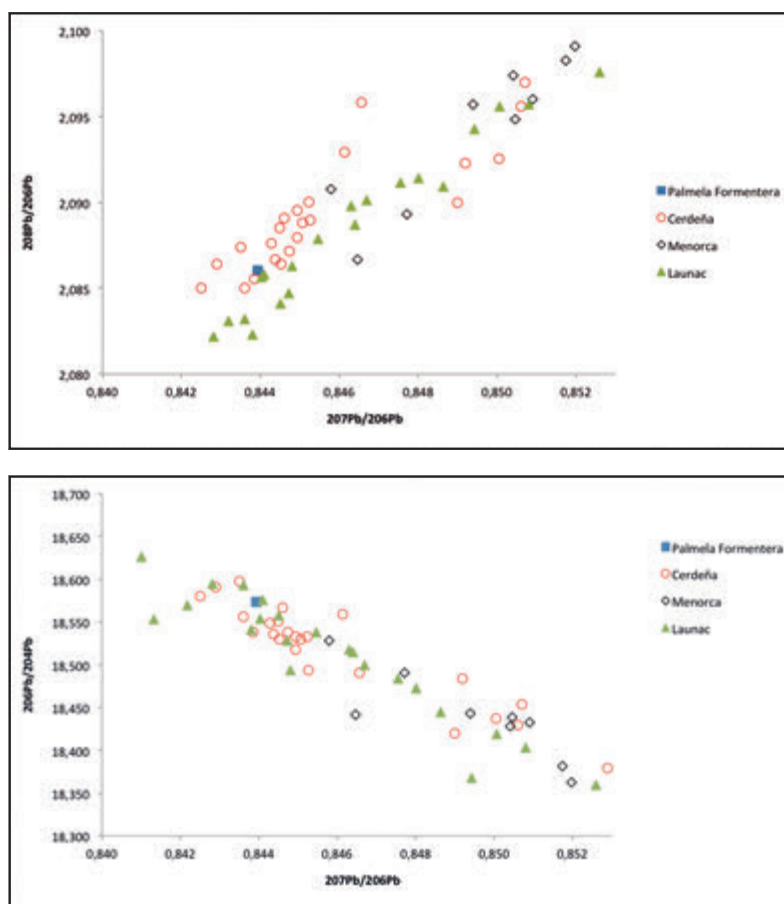 2,100
2,095
2,090
2,085
2,080
208Pb/206Pb
0,840 0,842 0,844 0,846 0,848 0,850 0,852
207Pb/206Pb
Palmela Formentera
Cerdeña
Menorca
Launac
18,700
18,650
18,600
18,550
18,500
18,450
18,400
18,350
18,300
206Pb/204Pb
0,840 0,842 0,844 0,846 0,848 0,850 0,852
207Pb/206Pb
Palmela Formentera
Cerdeña
Menorca
Launac